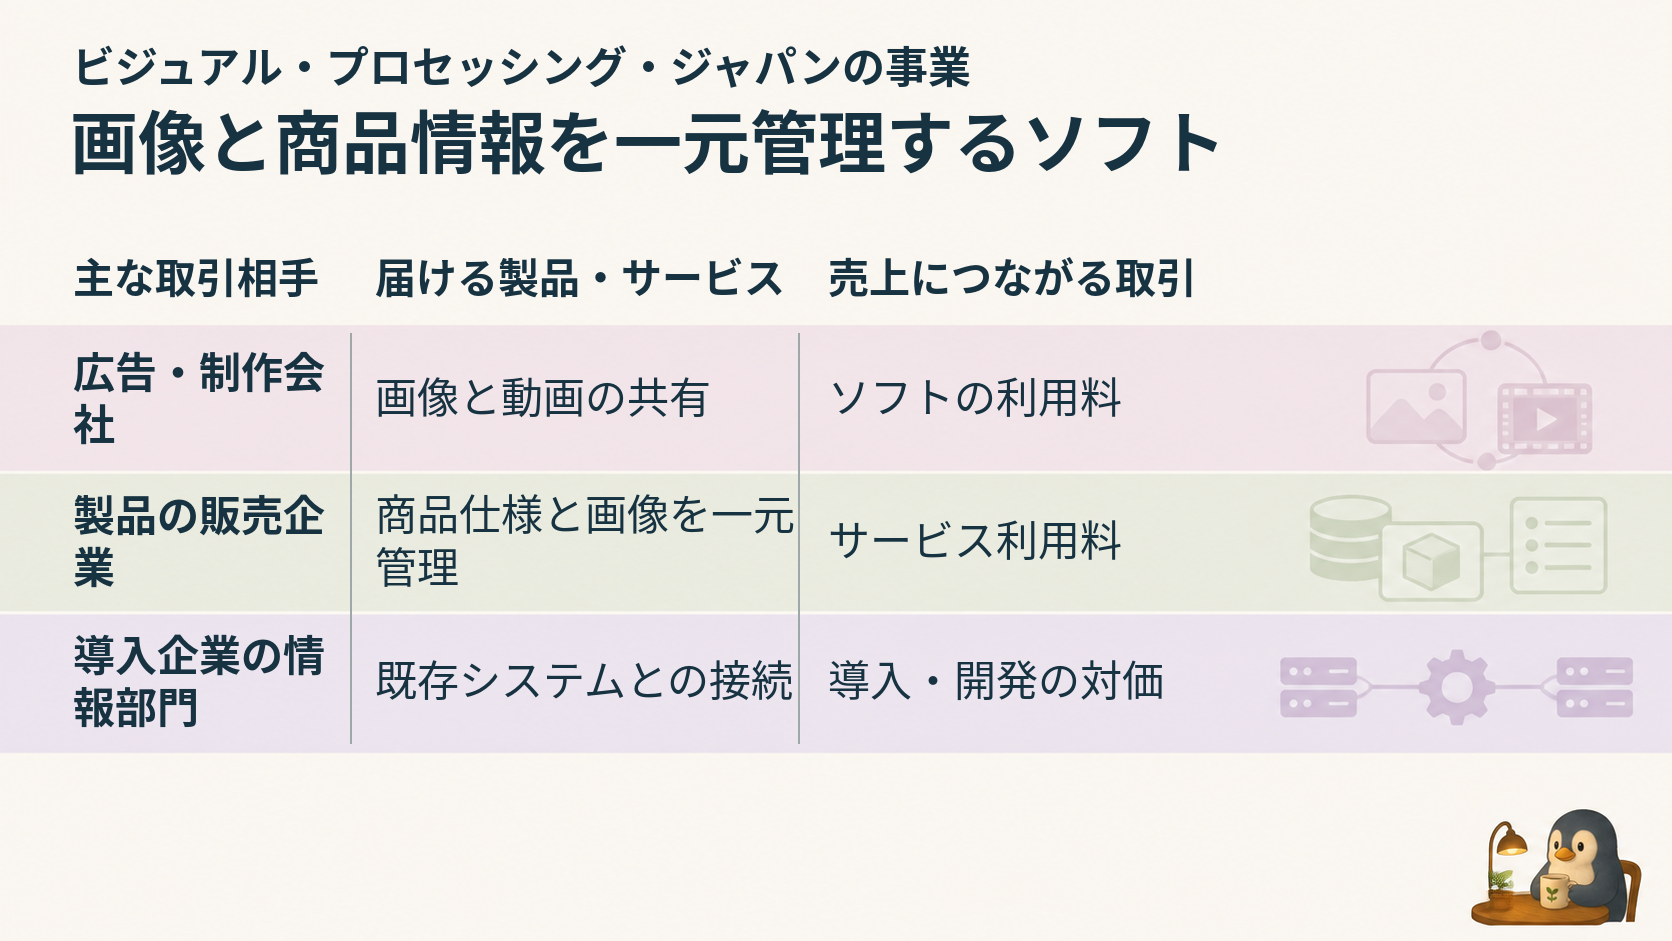 ビジュアル・プロセッシング・ジャパンの事業
画像と商品情報を一元管理するソフト
主な取引相手 届ける製品・サービス 売上につながる取引
広告・制作会社
画像と動画の共有
ソフトの利用料
製品の販売企業
商品仕様と画像を一元
管理
サービス利用料
導入企業の情
報部門
既存システムとの接続
導入・開発の対価